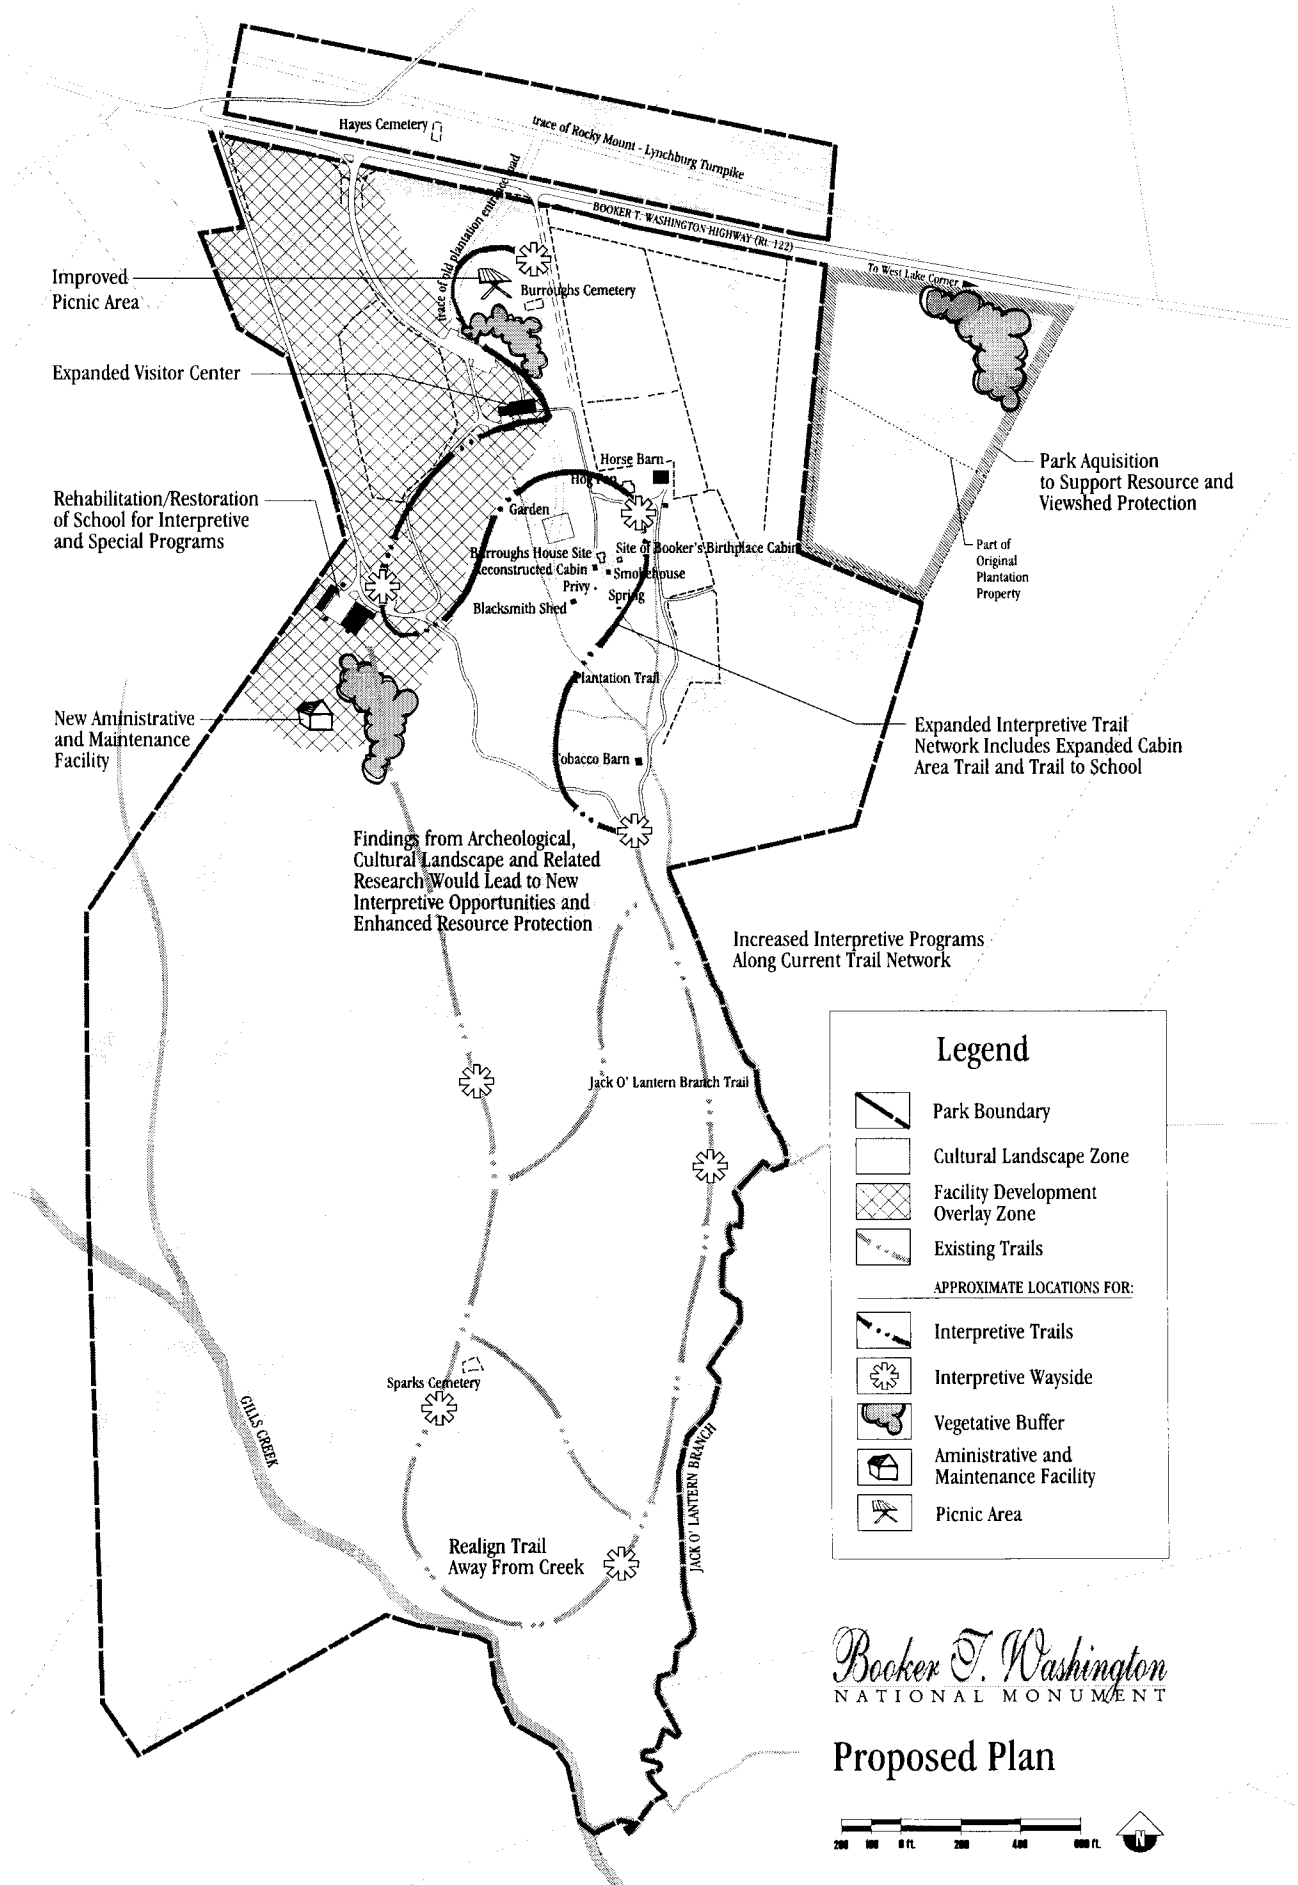 Hayes Cemetery
trace of Rocky Mount - Lynchburg Turnpike
trace of old plantation entrance road
BOOKER T. WASHINGTON HIGHWAY (Rt. 122)
To West Lake Corner
Improved
Picnic Area
Burroughs Cemetery
Expanded Visitor Center
Horse Barn
Hog Pen
Park Aquisition
to Support Resource and
Viewshed Protection
Rehabilitation/Restoration
of School for Interpretive
and Special Programs
Garden
Burroughs House Site
Site of Booker's Birthplace Cabin
Reconstructed Cabin
Smokehouse
Privy
Spring
Blacksmith Shed
Part of
Original
Plantation
Property
Plantation Trail
New Aministrative
and Maintenance
Facility
Expanded Interpretive Trail
Network Includes Expanded Cabin
Area Trail and Trail to School
Tobacco Barn
Findings from Archeological,
Cultural Landscape and Related
Research Would Lead to New
Interpretive Opportunities and
Enhanced Resource Protection
Increased Interpretive Programs
Along Current Trail Network
Jack O' Lantern Branch Trail
Sparks Cemetery
GILLS CREEK
JACK O' LANTERN BRANCH
Realign Trail
Away From Creek
Legend
Park Boundary
Cultural Landscape Zone
Facility Development
Overlay Zone
Existing Trails
APPROXIMATE LOCATIONS FOR:
Interpretive Trails
Interpretive Wayside
Vegetative Buffer
Aministrative and
Maintenance Facility
Picnic Area
Booker T. Washington
NATIONAL MONUMENT
Proposed Plan
200 100 0 ft. 200 400 600 ft.
N